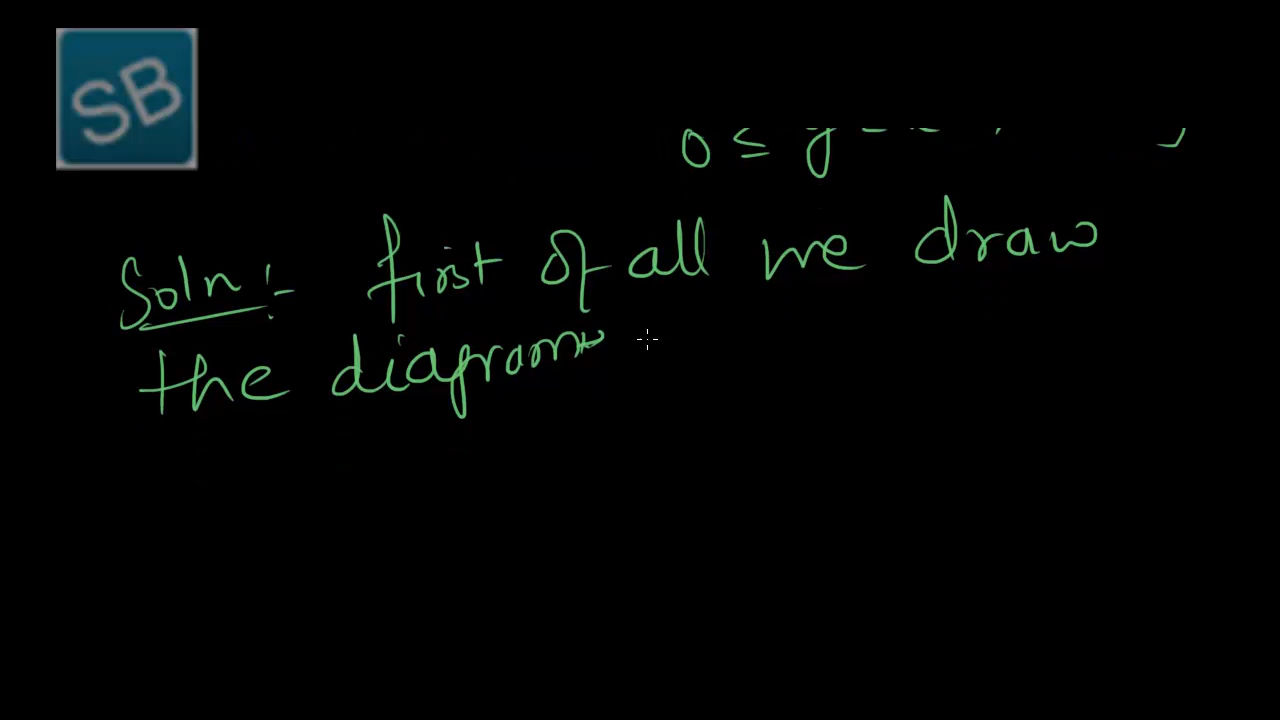 SB
0 ≤ y
Soln:- first of all we draw
the diagram